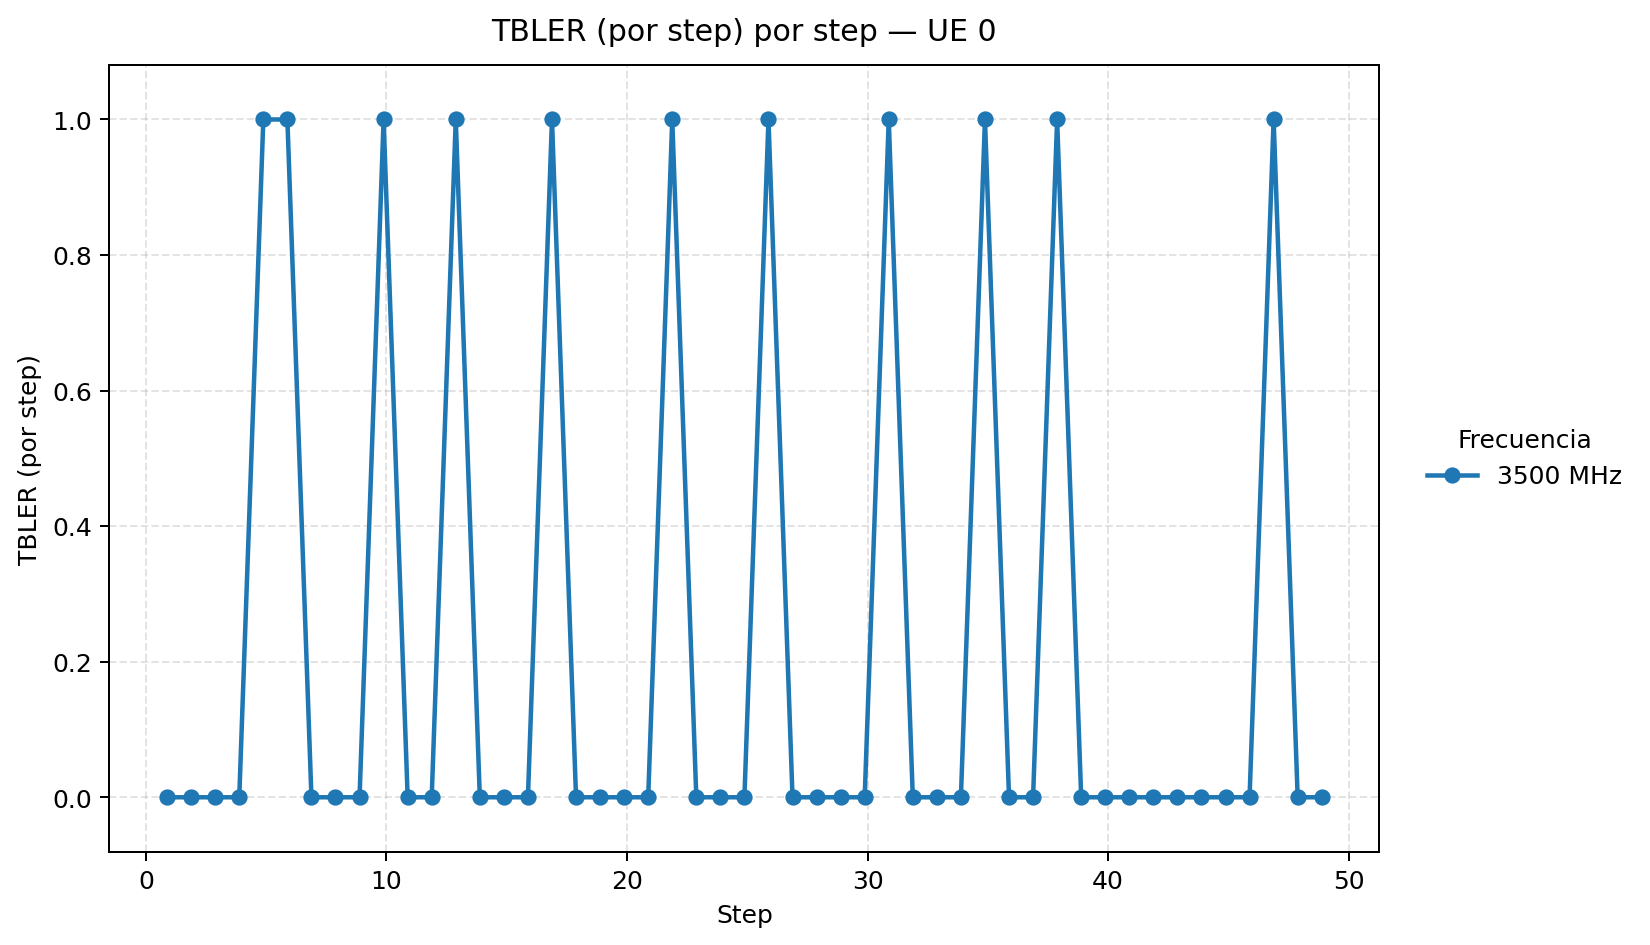 TBLER (por step) por step — UE 0
TBLER (por step)
1.0
0.8
0.6
0.4
0.2
0.0
0 10 20 30 40 50
Step
Frecuencia
3500 MHz